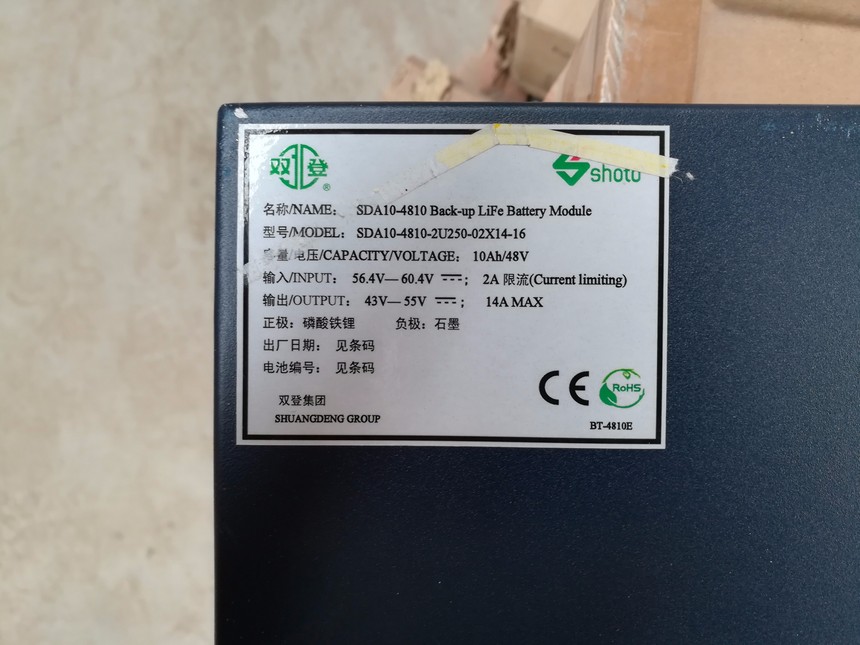 双登
®
shoto
名称/NAME： SDA10-4810 Back-up LiFe Battery Module
型号/MODEL： SDA10-4810-2U250-02X14-16
容量/电压/CAPACITY/VOLTAGE： 10Ah/48V
输入/INPUT： 56.4V— 60.4V ⎓； 2A 限流(Current limiting)
输出/OUTPUT： 43V— 55V ⎓； 14A MAX
正极：磷酸铁锂 负极：石墨
出厂日期： 见条码
电池编号： 见条码
双登集团
SHUANGDENG GROUP
CE
RoHS
BT-4810E